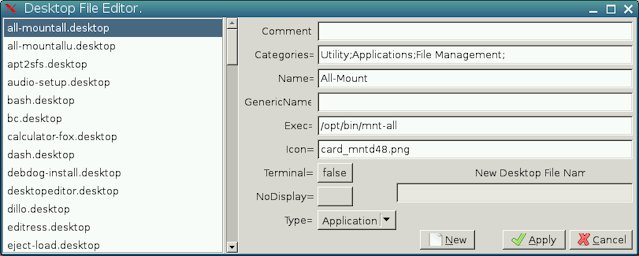 Desktop File Editor.
all-mountall.desktop
all-mountallu.desktop
apt2sfs.desktop
audio-setup.desktop
bash.desktop
bc.desktop
calculator-fox.desktop
dash.desktop
debdog-install.desktop
desktopeditor.desktop
dillo.desktop
editress.desktop
eject-load.desktop
Comment
Categories= Utility;Applications;File Management;
Name= All-Mount
GenericName
Exec= /opt/bin/mnt-all
Icon= card_mntd48.png
Terminal= false New Desktop File Nam
NoDisplay=
Type= Application
New Apply Cancel